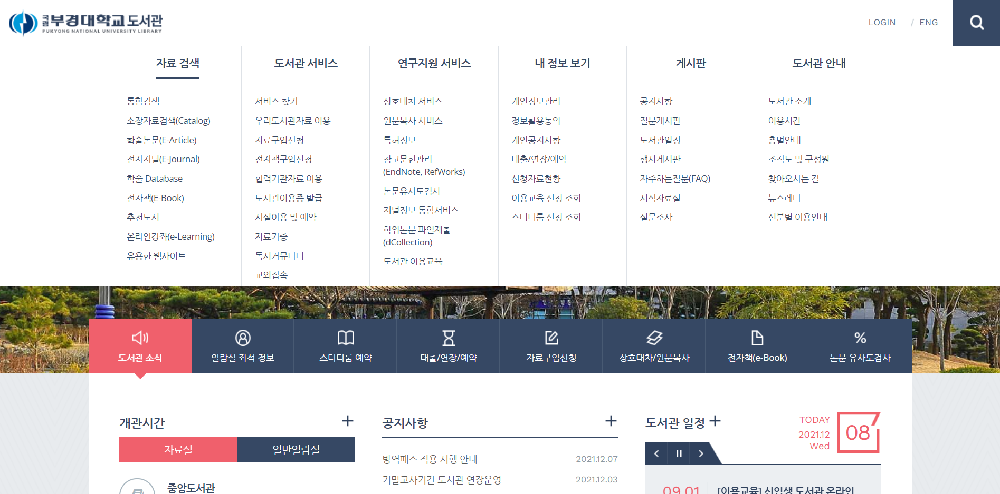 국립 부경대학교 도서관
PUKYONG NATIONAL UNIVERSITY LIBRARY
LOGIN / ENG
자료 검색
통합검색
소장자료검색(Catalog)
학술논문(E-Article)
전자저널(E-Journal)
학술 Database
전자책(E-Book)
추천도서
온라인강좌(e-Learning)
유용한 웹사이트
도서관 서비스
서비스 찾기
우리도서관자료 이용
자료구입신청
전자책구입신청
협력기관자료 이용
도서관이용증 발급
시설이용 및 예약
자료기증
독서커뮤니티
교외접속
연구지원 서비스
상호대차 서비스
원문복사 서비스
특허정보
참고문헌관리
(EndNote, RefWorks)
논문유사도검사
저널정보 통합서비스
학위논문 파일제출
(dCollection)
도서관 이용교육
내 정보 보기
개인정보관리
정보활용동의
개인공지사항
대출/연장/예약
신청자료현황
이용교육 신청 조회
스터디룸 신청 조회
게시판
공지사항
질문게시판
도서관일정
행사게시판
자주하는질문(FAQ)
서식자료실
설문조사
도서관 안내
도서관 소개
이용시간
층별안내
조직도 및 구성원
찾아오시는 길
뉴스레터
신분별 이용안내
도서관 소식
열람실 좌석 정보
스터디룸 예약
대출/연장/예약
자료구입신청
상호대차/원문복사
전자책(e-Book)
논문 유사도검사
개관시간
자료실
일반열람실
중앙도서관
공지사항
방역패스 적용 시행 안내 2021.12.07
기말고사기간 도서관 연장운영 2021.12.03
도서관 일정
TODAY
2021.12
Wed
08
09.01
[이용교육] 신입생 도서관 온라인